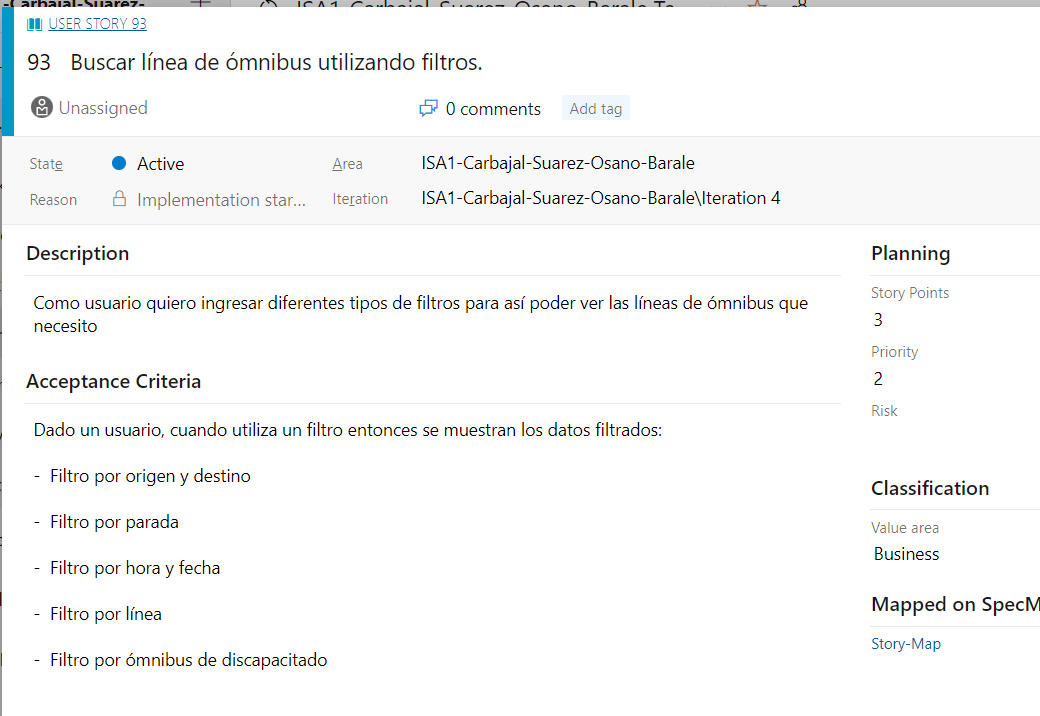 USER STORY 93
93 Buscar línea de ómnibus utilizando filtros.
Unassigned
0 comments
Add tag
State
Active
Area
ISA1-Carbajal-Suarez-Osano-Barale
Reason
Implementation star...
Iteration
ISA1-Carbajal-Suarez-Osano-Barale\Iteration 4
Description
Como usuario quiero ingresar diferentes tipos de filtros para así poder ver las líneas de ómnibus que
necesito
Acceptance Criteria
Dado un usuario, cuando utiliza un filtro entonces se muestran los datos filtrados:
- Filtro por origen y destino
- Filtro por parada
- Filtro por hora y fecha
- Filtro por línea
- Filtro por ómnibus de discapacitado
Planning
Story Points
3
Priority
2
Risk
Classification
Value area
Business
Mapped on SpecM
Story-Map